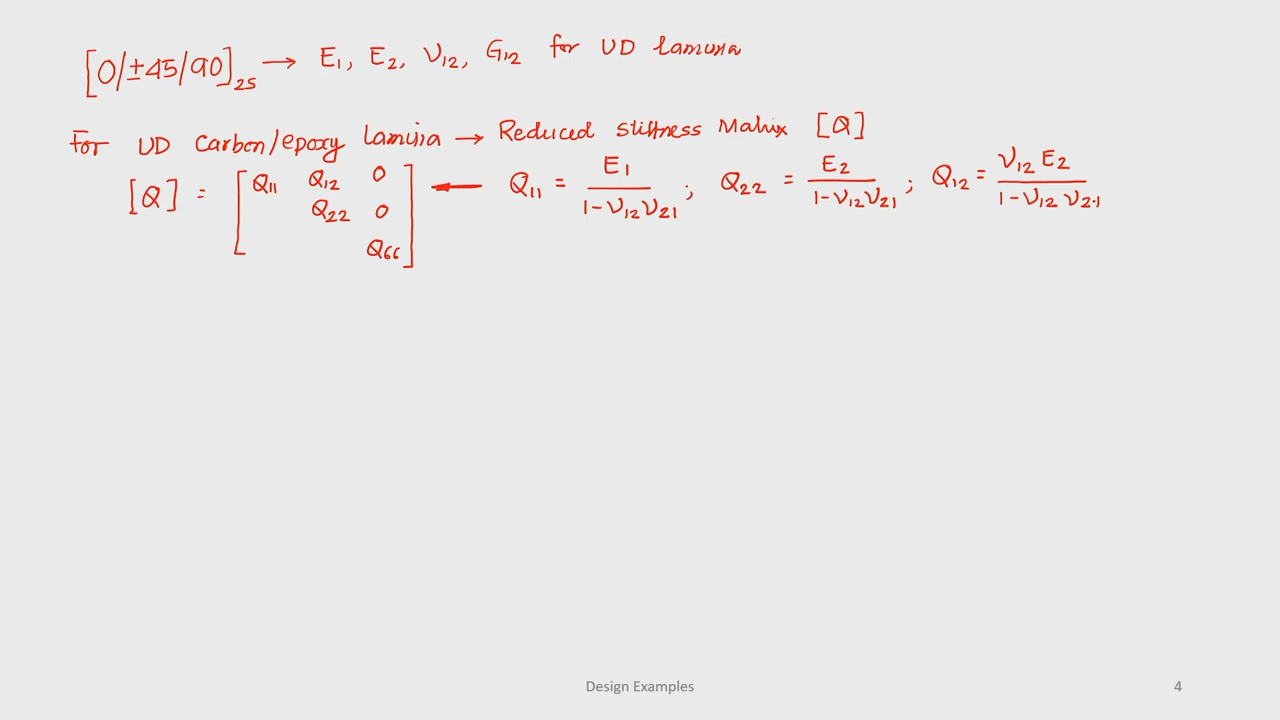 [0/±45/90]2S → E1, E2, ν12, G12 for UD lamina
For UD Carbon/epoxy lamina → Reduced stiffness Matrix [Q]
[Q] = [Q11 Q12 0 ← Q11 = E1 / 1-ν12ν21 ; Q22 = E2 / 1-ν12ν21 ; Q12 = ν12 E2 / 1-ν12 ν21
Q22 0
Q66]
Design Examples 4